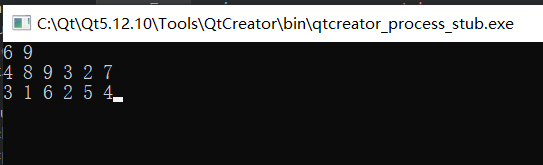 C:\Qt\Qt5.12.10\Tools\QtCreator\bin\qtcreator_process_stub.exe
6 9
4 8 9 3 2 7
3 1 6 2 5 4